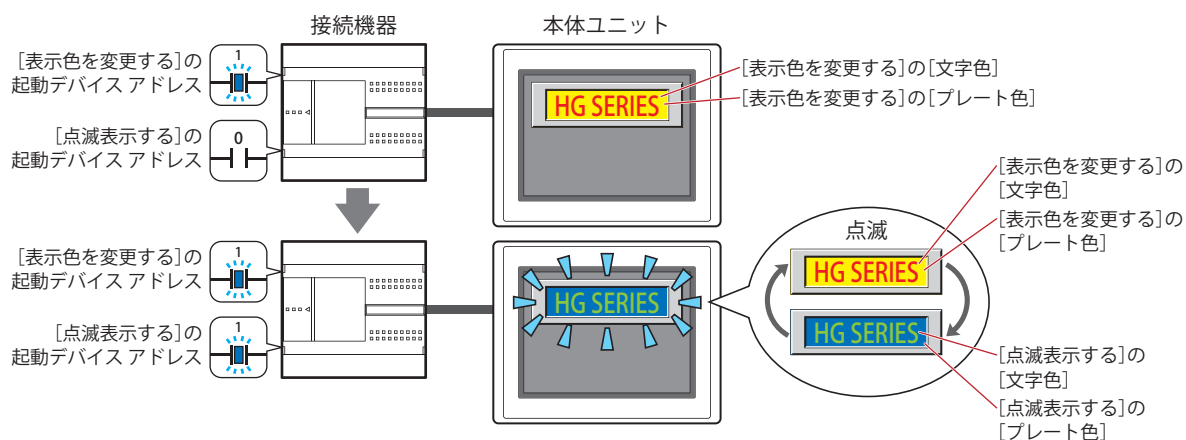 接続機器
本体ユニット
[表示色を変更する]の
起動デバイス アドレス
1
[点滅表示する]の
起動デバイス アドレス
0
HG SERIES
[表示色を変更する]の[文字色]
[表示色を変更する]の[プレート色]
[表示色を変更する]の
起動デバイス アドレス
1
[点滅表示する]の
起動デバイス アドレス
1
HG SERIES
点滅
HG SERIES
HG SERIES
[表示色を変更する]の
[文字色]
[表示色を変更する]の
[プレート色]
[点滅表示する]の
[文字色]
[点滅表示する]の
[プレート色]